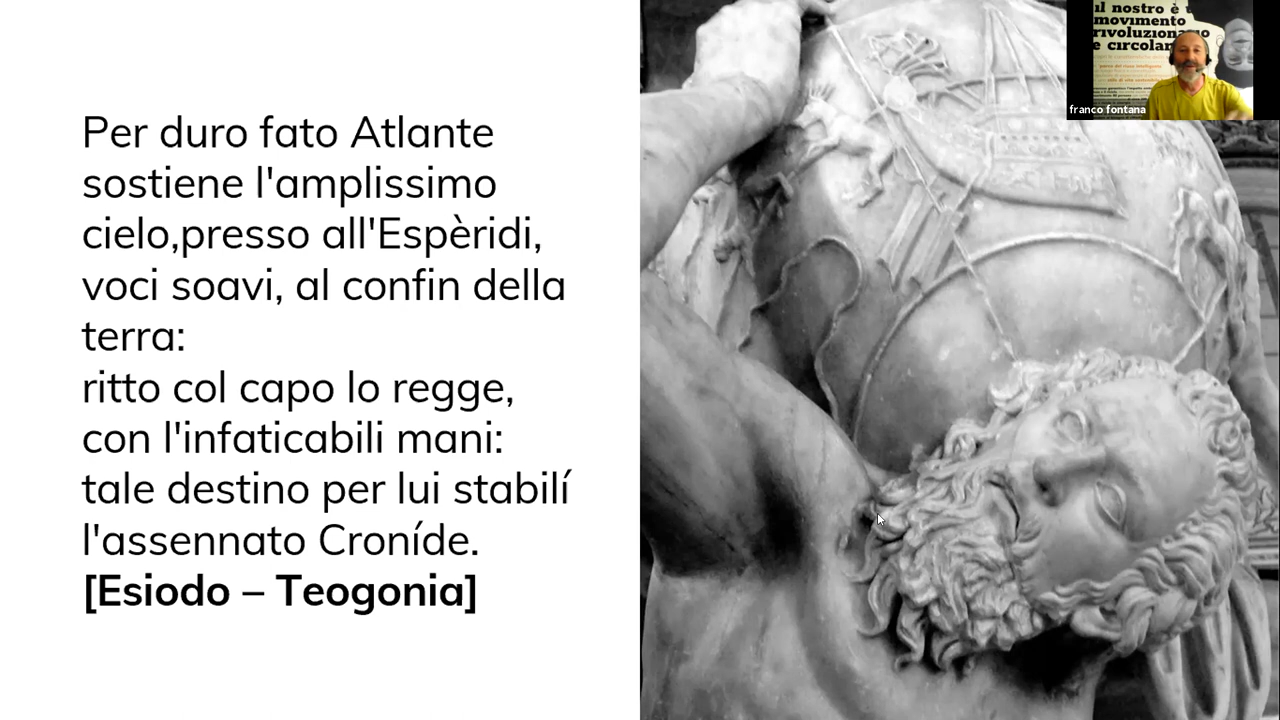 Per duro fato Atlante
sostiene l'amplissimo
cielo,presso all'Espèridi,
voci soavi, al confin della
terra:
ritto col capo lo regge,
con l'infaticabili mani:
tale destino per lui stabilí
l'assennato Croníde.
[Esiodo – Teogonia]
il nostro è
movimento
rivoluzionario
e circolar
franco fontana